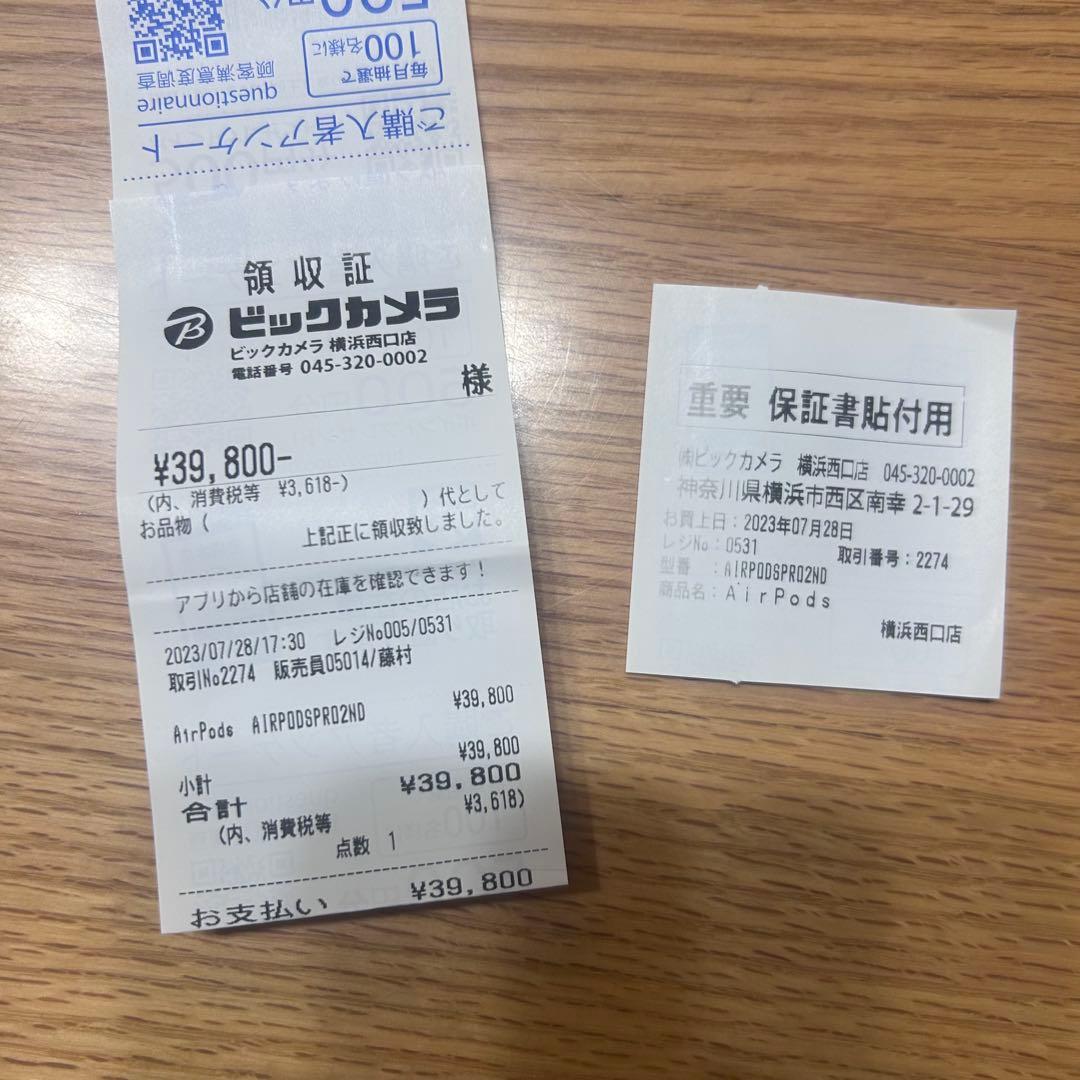 ご購入者アンケート
questionnaire
顧客満意度調査
毎月抽選で
100名様に
領収証
ビックカメラ
ビックカメラ 横浜西口店
電話番号 045-320-0002
様
¥39,800-
(内、消費税等 ¥3,618-)
お品物( )代として
上記正に領収致しました。
アプリから店舗の在庫を確認できます!
2023/07/28/17:30 レジNo005/0531
取引No2274 販売員05014/藤村
AirPods AIRPODSPRO2ND ¥39,800
小計 ¥39,800
合計 ¥39,800
(内、消費税等 ¥3,618)
点数 1
お支払い ¥39,800
重要 保証書貼付用
㈱ビックカメラ 横浜西口店 045-320-0002
神奈川県横浜市西区南幸 2-1-29
お買上日:2023年07月28日
レジNo:0531 取引番号:2274
型番 :AIRPODSPRO2ND
商品名:AirPods
横浜西口店